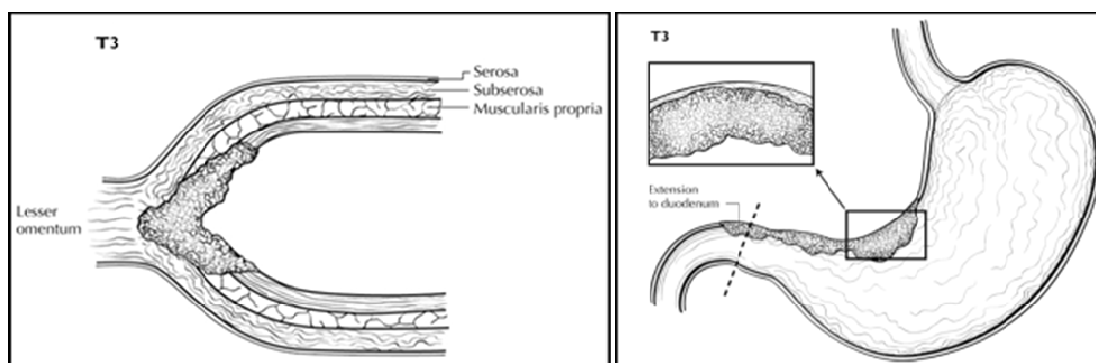 T3
Serosa
Subserosa
Muscularis propria
Lesser
omentum
T3
Extension
to duodenum